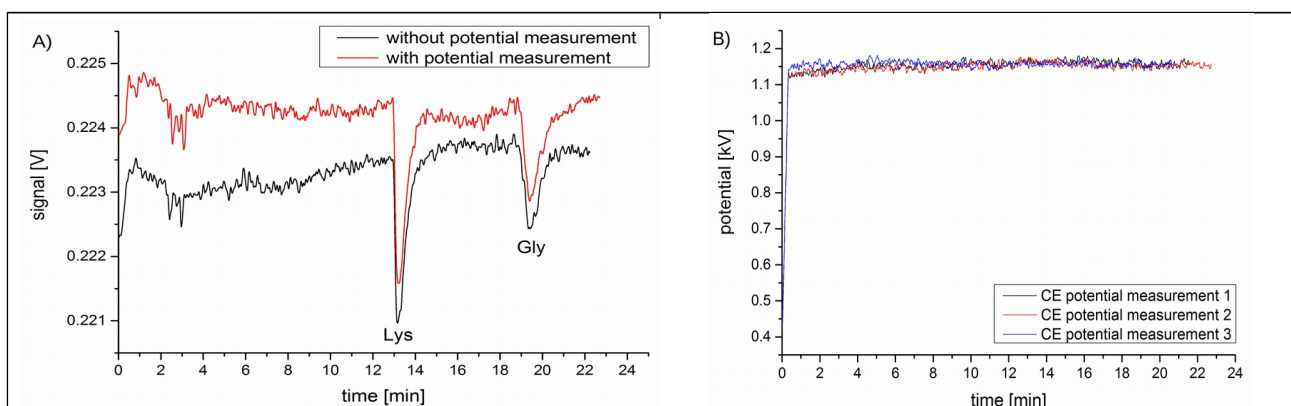 A)
without potential measurement
with potential measurement
0.225
0.224
0.223
0.222
0.221
signal [V]
Lys
Gly
0 2 4 6 8 10 12 14 16 18 20 22 24
time [min]
B)
1.2
1.1
1.0
0.9
0.8
0.7
0.6
0.5
0.4
potential [kV]
CE potential measurement 1
CE potential measurement 2
CE potential measurement 3
0 2 4 6 8 10 12 14 16 18 20 22 24
time [min]